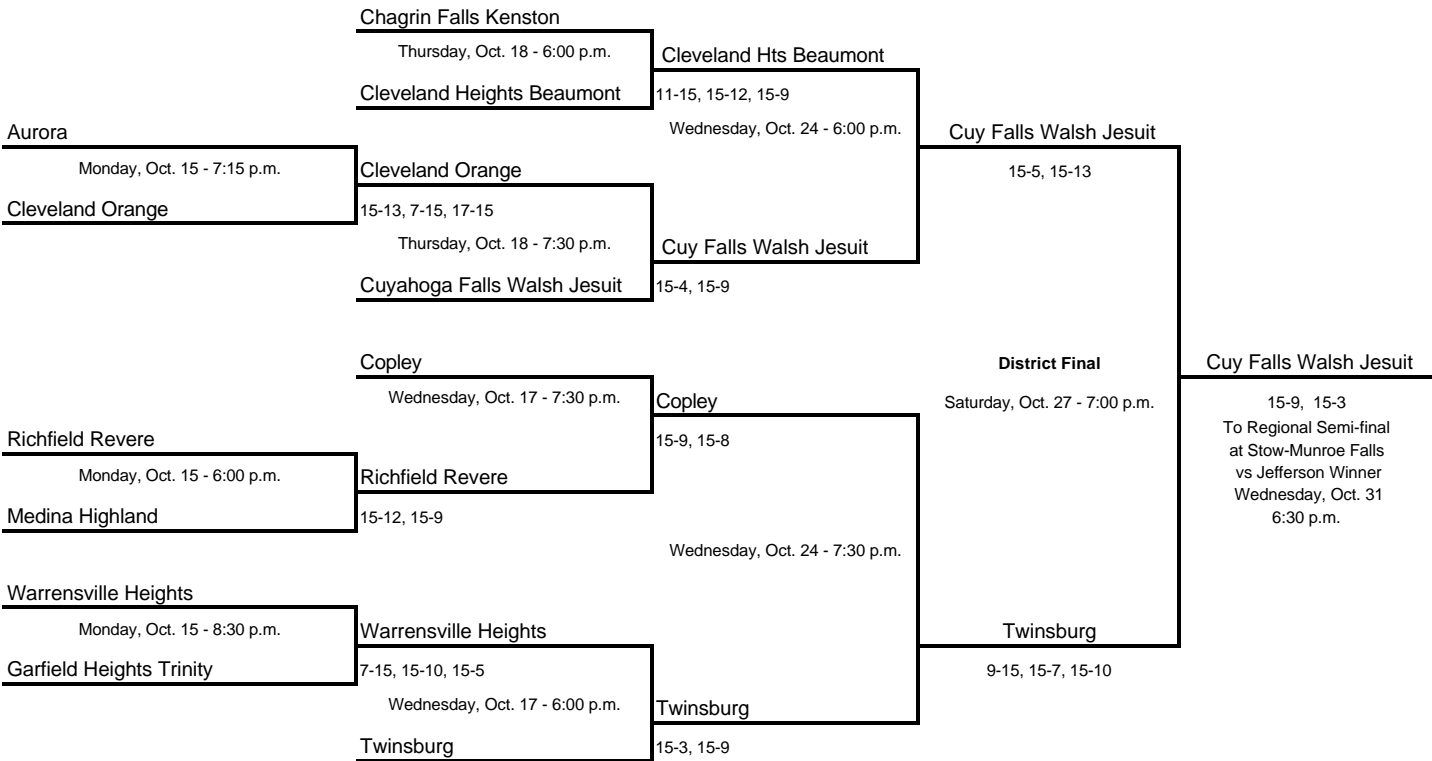 Chagrin Falls Kenston
Thursday, Oct. 18 - 6:00 p.m.
Cleveland Hts Beaumont
Cleveland Heights Beaumont
11-15, 15-12, 15-9
Aurora
Wednesday, Oct. 24 - 6:00 p.m.
Cuy Falls Walsh Jesuit
Monday, Oct. 15 - 7:15 p.m.
Cleveland Orange
15-5, 15-13
Cleveland Orange
15-13, 7-15, 17-15
Thursday, Oct. 18 - 7:30 p.m.
Cuy Falls Walsh Jesuit
Cuyahoga Falls Walsh Jesuit
15-4, 15-9
Copley
District Final
Cuy Falls Walsh Jesuit
Wednesday, Oct. 17 - 7:30 p.m.
Copley
Saturday, Oct. 27 - 7:00 p.m.
15-9, 15-3
Richfield Revere
15-9, 15-8
To Regional Semi-final
at Stow-Munroe Falls
Monday, Oct. 15 - 6:00 p.m.
Richfield Revere
vs Jefferson Winner
Wednesday, Oct. 31
Medina Highland
15-12, 15-9
6:30 p.m.
Wednesday, Oct. 24 - 7:30 p.m.
Warrensville Heights
Monday, Oct. 15 - 8:30 p.m.
Warrensville Heights
Twinsburg
Garfield Heights Trinity
7-15, 15-10, 15-5
9-15, 15-7, 15-10
Wednesday, Oct. 17 - 6:00 p.m.
Twinsburg
Twinsburg
15-3, 15-9